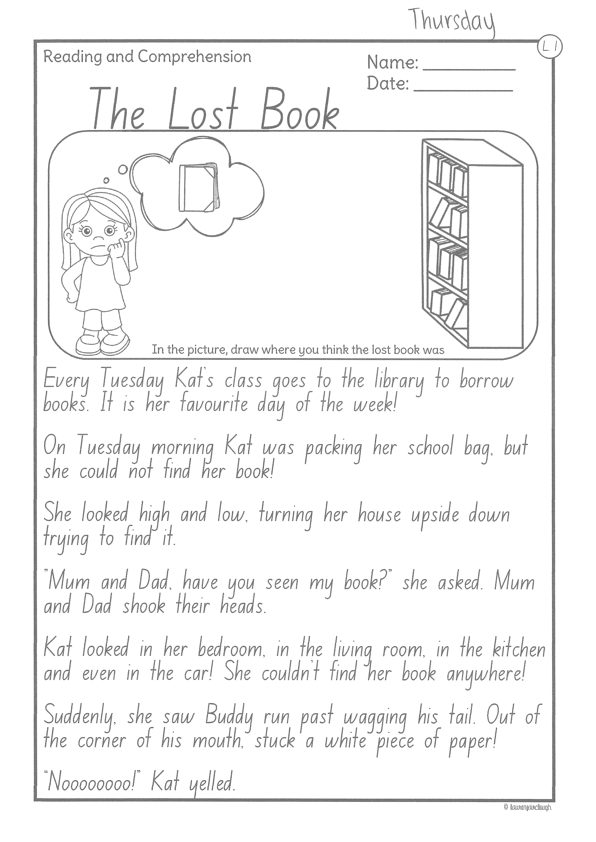 Thursday
L1
Reading and Comprehension
Name: ___________
Date: ____________
The Lost Book
In the picture, draw where you think the lost book was
Every Tuesday Kat's class goes to the library to borrow
books. It is her favourite day of the week!
On Tuesday morning Kat was packing her school bag, but
she could not find her book!
She looked high and low, turning her house upside down
trying to find it.
"Mum and Dad, have you seen my book?" she asked. Mum
and Dad shook their heads.
Kat looked in her bedroom, in the living room, in the kitchen
and even in the car! She couldn't find her book anywhere!
Suddenly, she saw Buddy run past wagging his tail. Out of
the corner of his mouth, stuck a white piece of paper!
"Noooooooo!" Kat yelled.